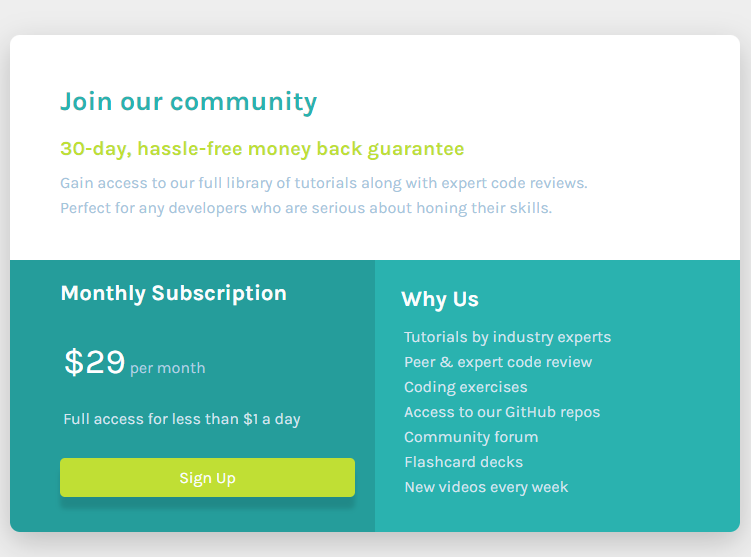 Join our community
30-day, hassle-free money back guarantee
Gain access to our full library of tutorials along with expert code reviews.
Perfect for any developers who are serious about honing their skills.
Monthly Subscription
$29 per month
Full access for less than $1 a day
Sign Up
Why Us
Tutorials by industry experts
Peer & expert code review
Coding exercises
Access to our GitHub repos
Community forum
Flashcard decks
New videos every week